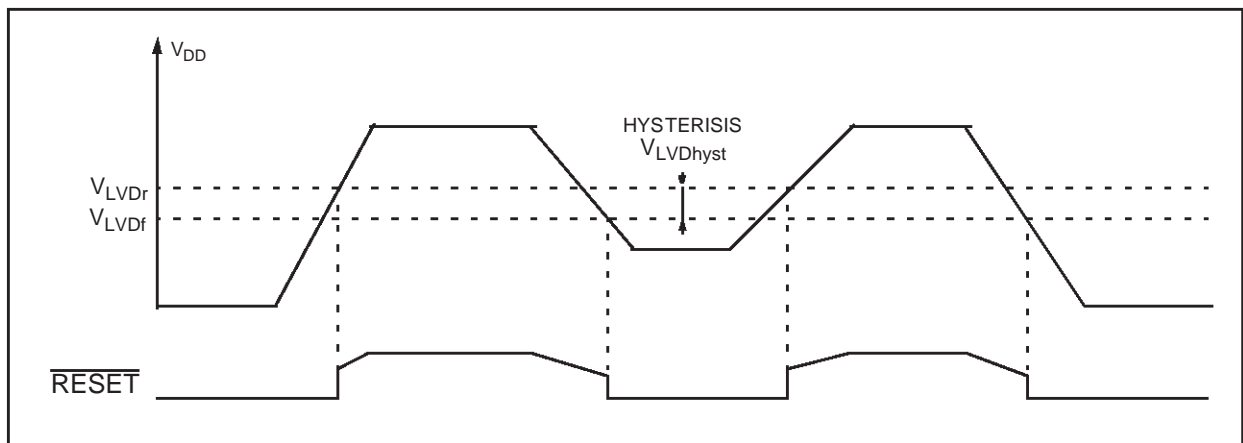 VDD
HYSTERISIS
VLVDhyst
VLVDr
VLVDf
RESET